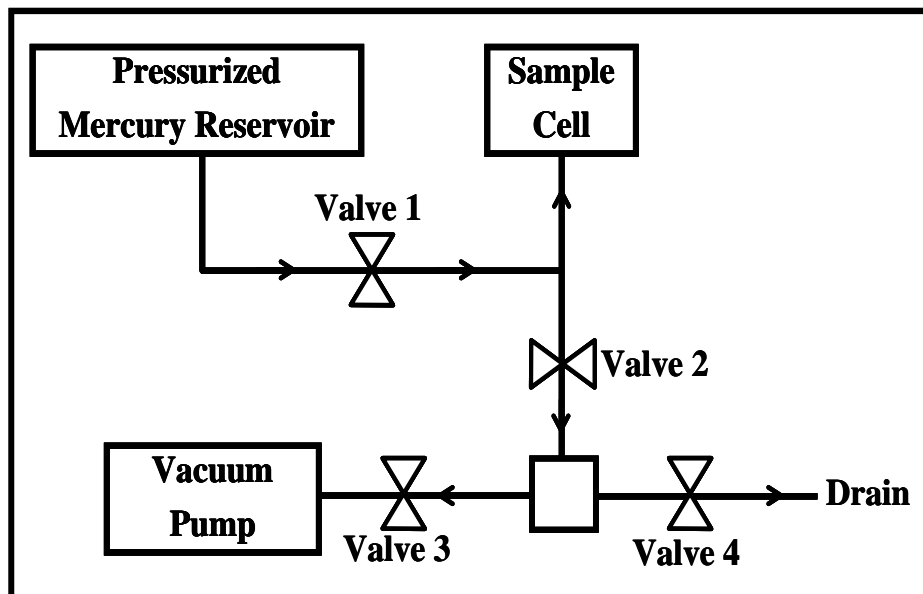 Pressurized
Mercury Reservoir
Sample
Cell
Valve 1
Valve 2
Vacuum
Pump
Valve 3
Valve 4
Drain